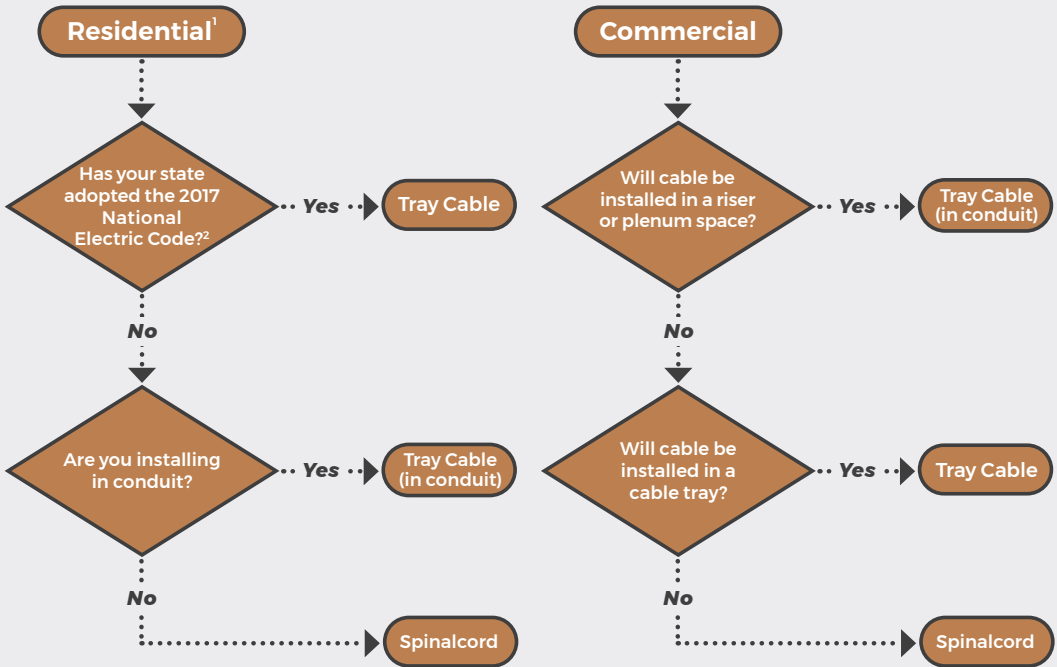 Residential¹
Has your state
adopted the 2017
National
Electric Code?²
Yes
Tray Cable
No
Are you installing
in conduit?
Yes
Tray Cable
(in conduit)
No
Spinalcord
Commercial
Will cable be
installed in a riser
or plenum space?
Yes
Tray Cable
(in conduit)
No
Will cable be
installed in a
cable tray?
Yes
Tray Cable
No
Spinalcord